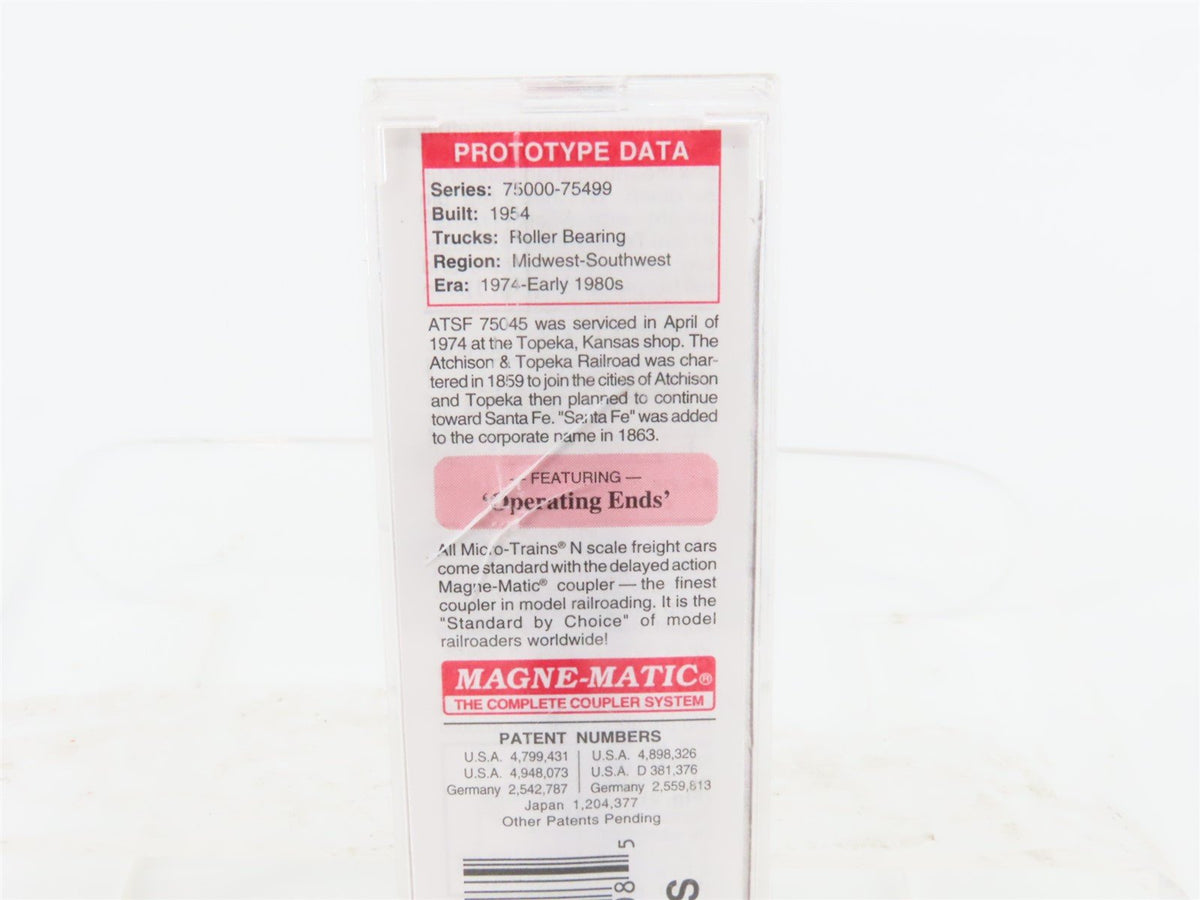 PROTOTYPE DATA
Series: 75000-75499
Built: 1954
Trucks: Roller Bearing
Region: Midwest-Southwest
Era: 1974-Early 1980s
ATSF 75045 was serviced in April of
1974 at the Topeka, Kansas shop. The
Atchison & Topeka Railroad was char-
tered in 1859 to join the cities of Atchison
and Topeka then planned to continue
toward Santa Fe. "Santa Fe" was added
to the corporate name in 1863.
— FEATURING —
'Operating Ends'
All Micro-Trains® N scale freight cars
come standard with the delayed action
Magne-Matic® coupler — the finest
coupler in model railroading. It is the
"Standard by Choice" of model
railroaders worldwide!
MAGNE-MATIC®
THE COMPLETE COUPLER SYSTEM
PATENT NUMBERS
U.S.A. 4,799,431 | U.S.A. 4,898,326
U.S.A. 4,948,073 | U.S.A. D 381,376
Germany 2,542,787 | Germany 2,559,613
Japan 1,204,377
Other Patents Pending
8 5
S